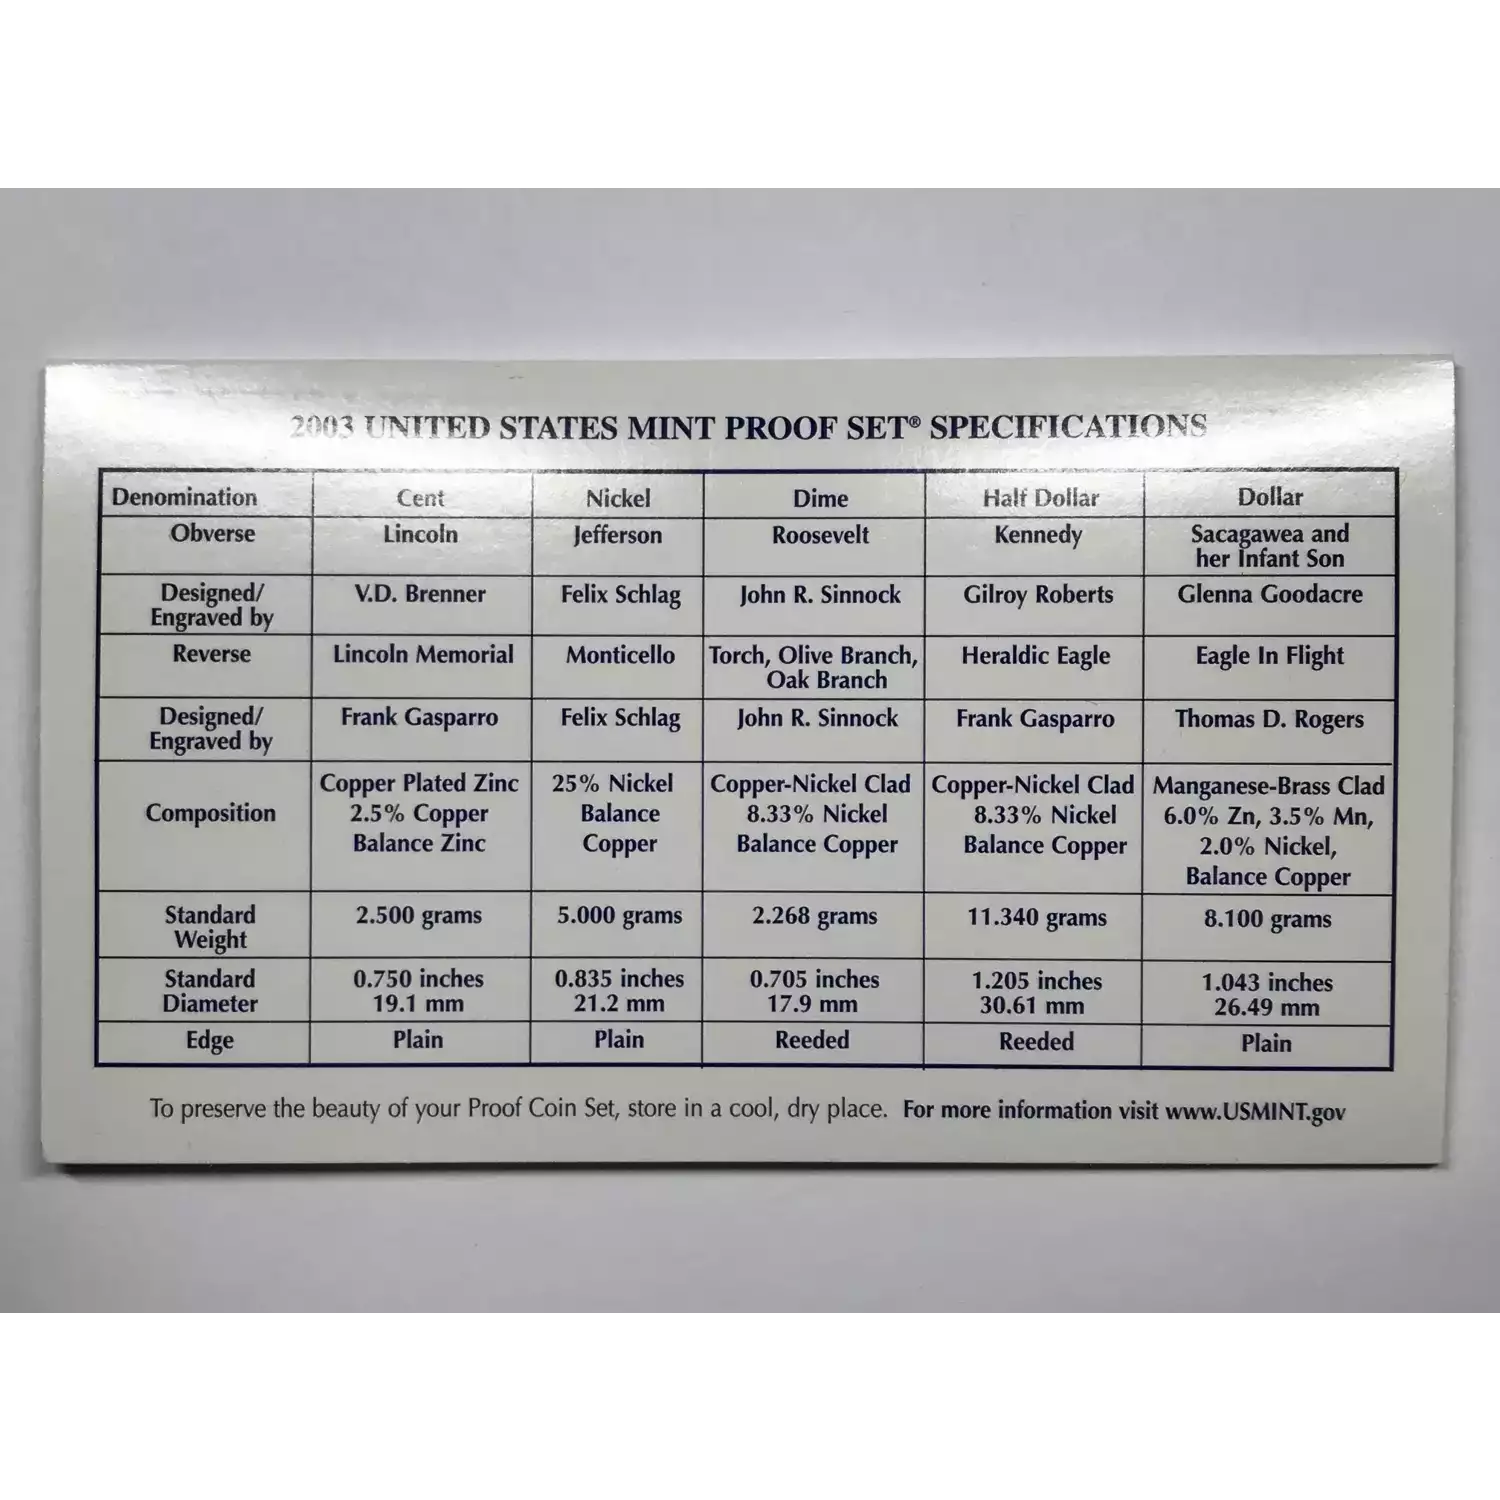 2003 UNITED STATES MINT PROOF SET® SPECIFICATIONS
Denomination Cent Nickel Dime Half Dollar Dollar
Obverse Lincoln Jefferson Roosevelt Kennedy Sacagawea and
her Infant Son
Designed/ V.D. Brenner Felix Schlag John R. Sinnock Gilroy Roberts Glenna Goodacre
Engraved by
Reverse Lincoln Memorial Monticello Torch, Olive Branch, Heraldic Eagle Eagle In Flight
Oak Branch
Designed/ Frank Gasparro Felix Schlag John R. Sinnock Frank Gasparro Thomas D. Rogers
Engraved by
Copper Plated Zinc 25% Nickel Copper-Nickel Clad Copper-Nickel Clad Manganese-Brass Clad
Composition 2.5% Copper Balance 8.33% Nickel 8.33% Nickel 6.0% Zn, 3.5% Mn,
Balance Zinc Copper Balance Copper Balance Copper 2.0% Nickel,
Balance Copper
Standard 2.500 grams 5.000 grams 2.268 grams 11.340 grams 8.100 grams
Weight
Standard 0.750 inches 0.835 inches 0.705 inches 1.205 inches 1.043 inches
Diameter 19.1 mm 21.2 mm 17.9 mm 30.61 mm 26.49 mm
Edge Plain Plain Reeded Reeded Plain
To preserve the beauty of your Proof Coin Set, store in a cool, dry place. For more information visit www.USMINT.gov